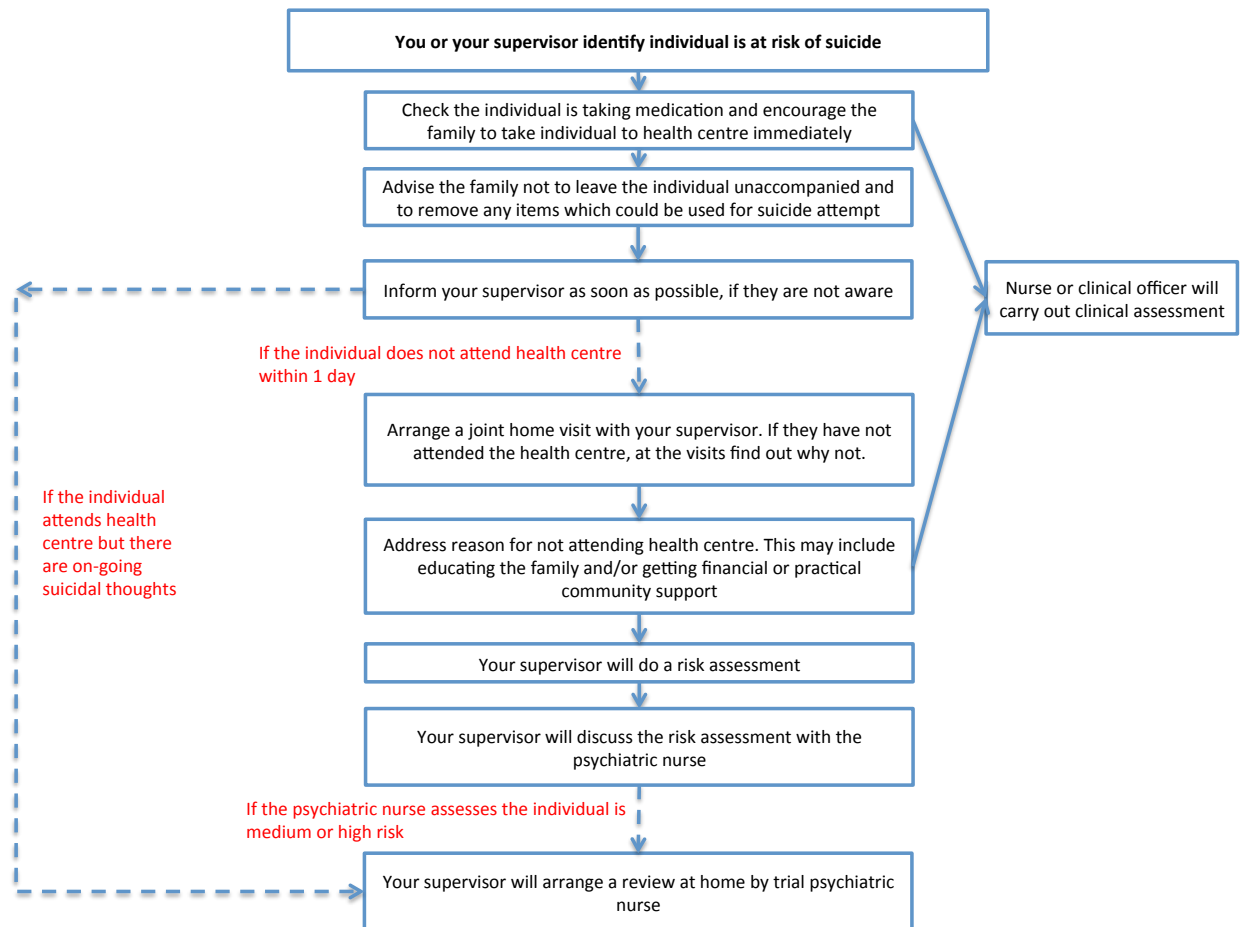 You or your supervisor identify individual is at risk of suicide
Check the individual is taking medication and encourage the
family to take individual to health centre immediately
Advise the family not to leave the individual unaccompanied and
to remove any items which could be used for suicide attempt
Inform your supervisor as soon as possible, if they are not aware
Nurse or clinical officer will
carry out clinical assessment
If the individual does not attend health centre
within 1 day
Arrange a joint home visit with your supervisor. If they have not
attended the health centre, at the visits find out why not.
If the individual
attends health
centre but there
are on-going
suicidal thoughts
Address reason for not attending health centre. This may include
educating the family and/or getting financial or practical
community support
Your supervisor will do a risk assessment
Your supervisor will discuss the risk assessment with the
psychiatric nurse
If the psychiatric nurse assesses the individual is
medium or high risk
Your supervisor will arrange a review at home by trial psychiatric
nurse